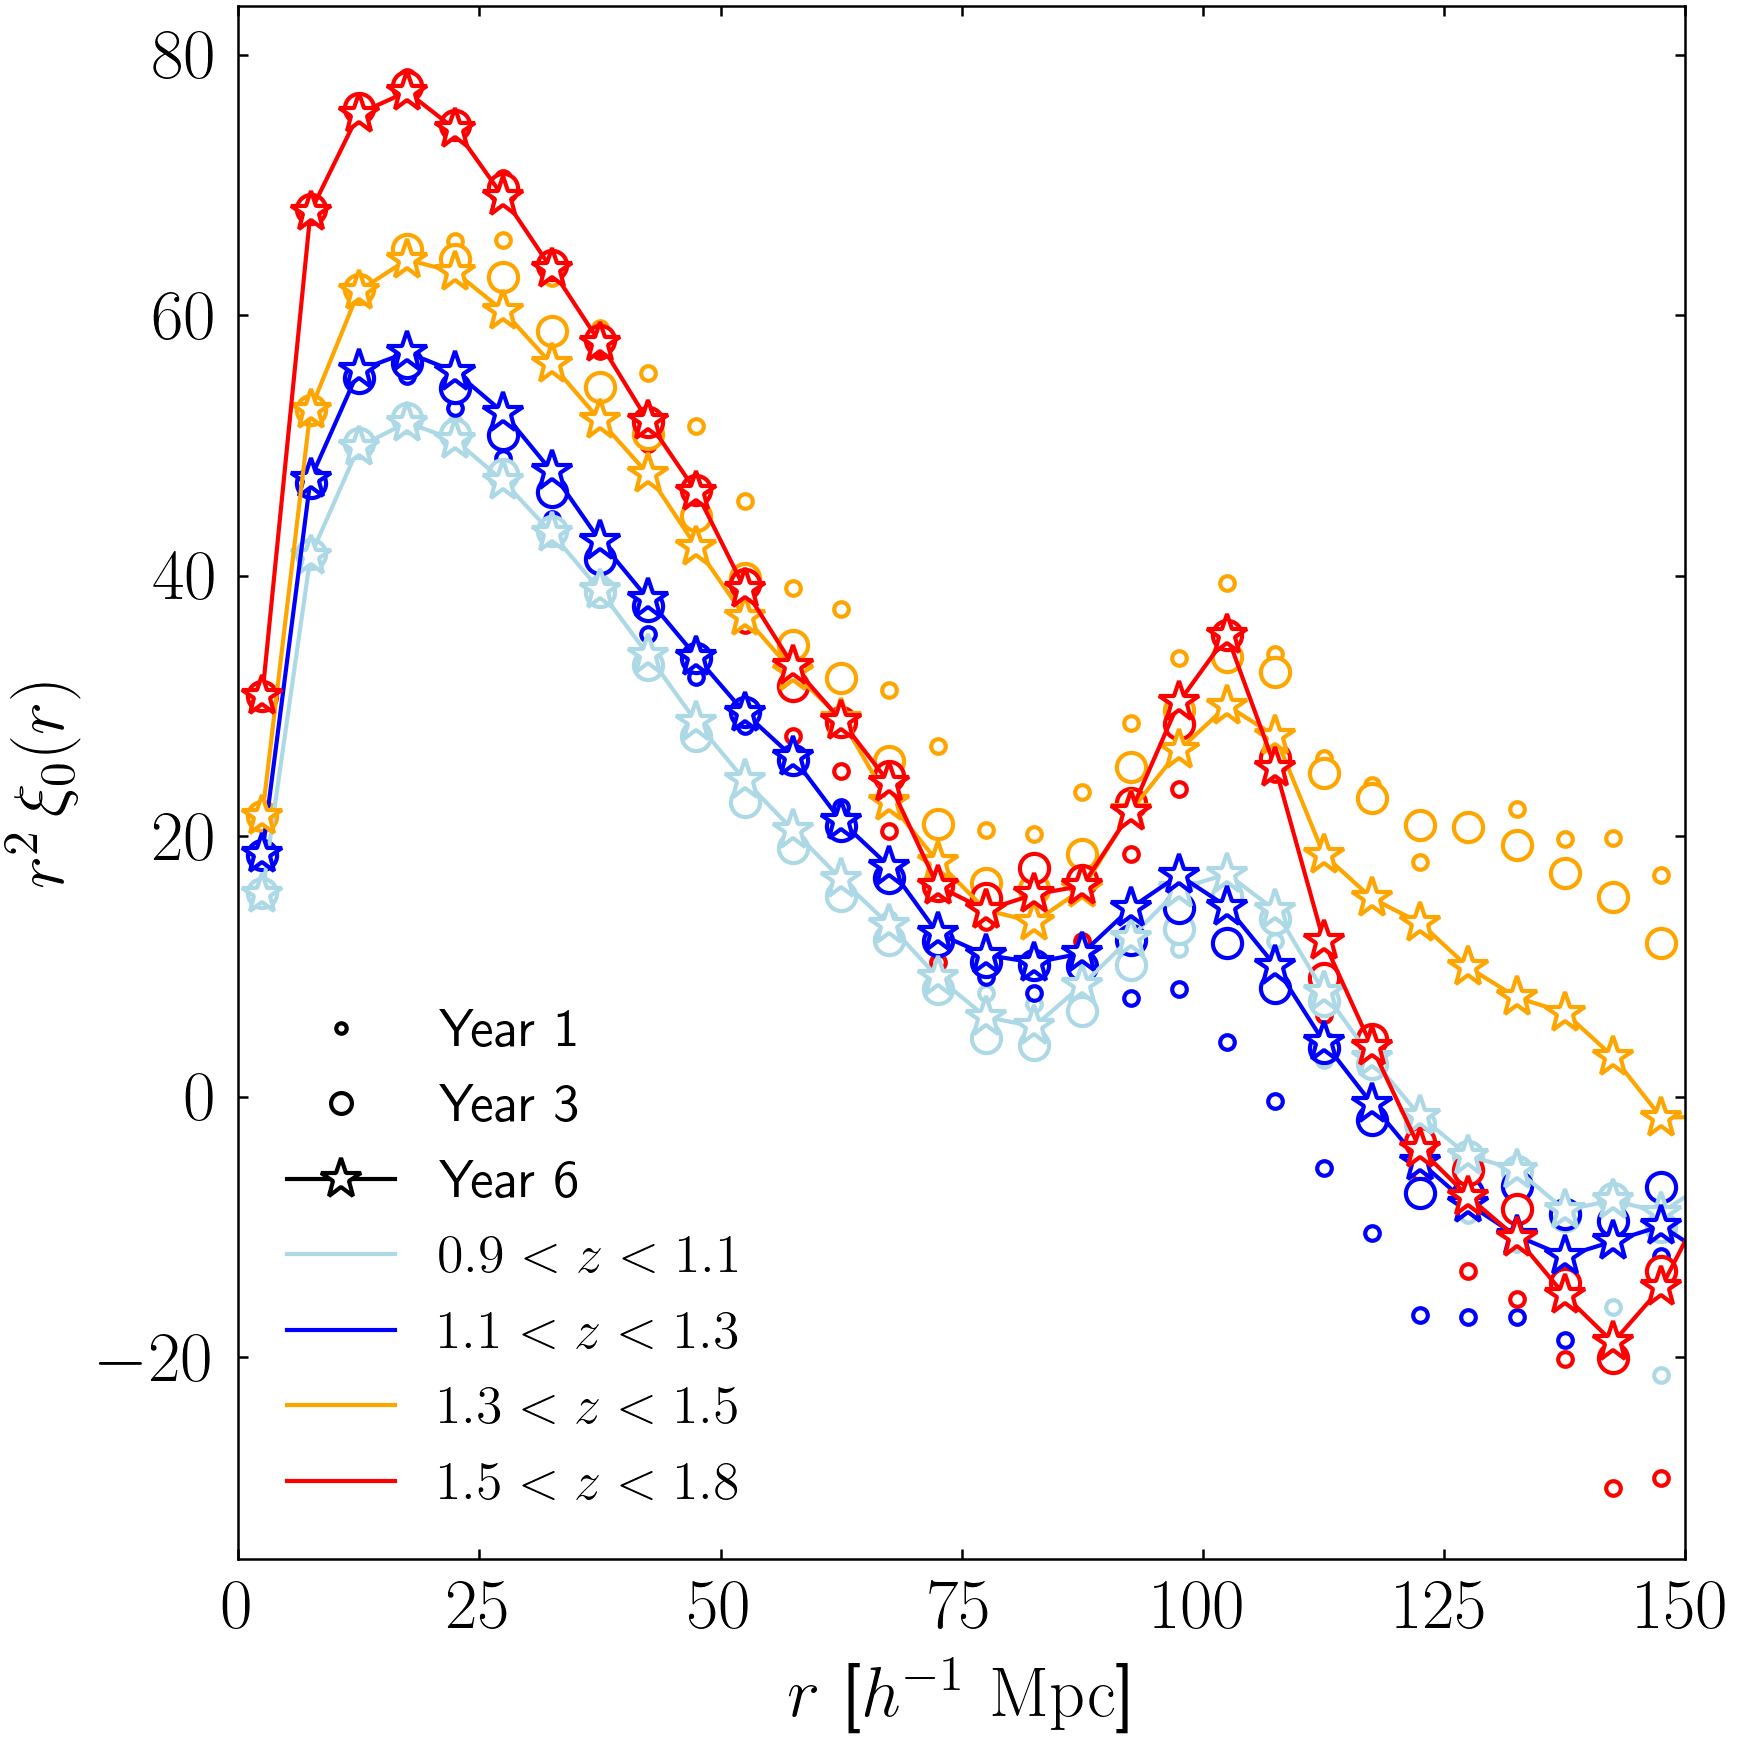 80
60
40
20
0
−20
r² ξ₀(r)
Year 1
Year 3
Year 6
0.9 < z < 1.1
1.1 < z < 1.3
1.3 < z < 1.5
1.5 < z < 1.8
0 25 50 75 100 125 150
r [h⁻¹ Mpc]